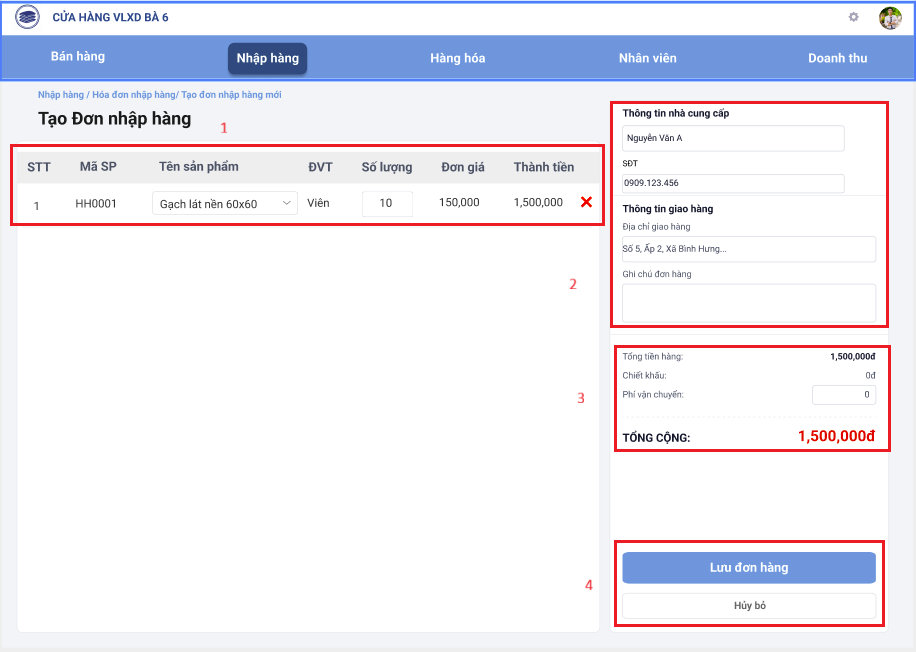 CỬA HÀNG VLXD BÀ 6
Bán hàng Nhập hàng Hàng hóa Nhân viên Doanh thu
Nhập hàng / Hóa đơn nhập hàng/ Tạo đơn nhập hàng mới
Tạo Đơn nhập hàng
1
STT Mã SP Tên sản phẩm ĐVT Số lượng Đơn giá Thành tiền
1 HH0001 Gạch lát nền 60x60 Viên 10 150,000 1,500,000
2
Thông tin nhà cung cấp
Nguyễn Văn A
SĐT
0909.123.456
Thông tin giao hàng
Địa chỉ giao hàng
Số 5, Ấp 2, Xã Bình Hưng...
Ghi chú đơn hàng
3
Tổng tiền hàng: 1,500,000đ
Chiết khấu: 0đ
Phí vận chuyển: 0
TỔNG CỘNG: 1,500,000đ
4
Lưu đơn hàng
Hủy bỏ